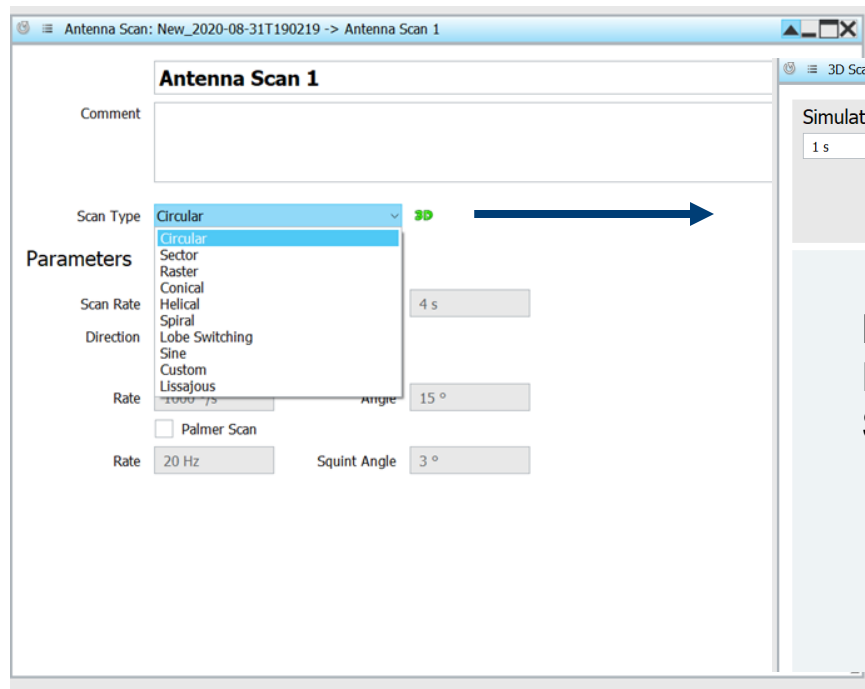 Antenna Scan: New_2020-08-31T190219 -> Antenna Scan 1
3D Sca
Antenna Scan 1
Comment
Simulat
1 s
Scan Type Circular 3D
Circular
Sector
Raster
Conical
Helical
Spiral
Lobe Switching
Sine
Custom
Lissajous
Parameters
Scan Rate 4 s
Direction
Rate Angle 15 °
Palmer Scan
Rate 20 Hz Squint Angle 3 °